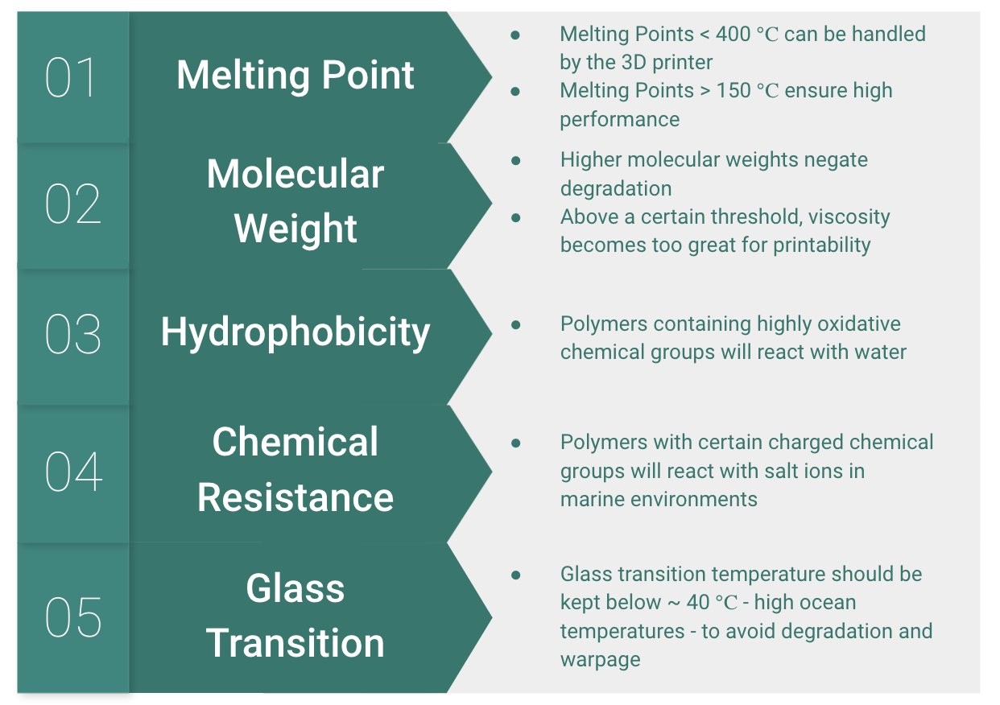 01
Melting Point
● Melting Points < 400 °C can be handled
by the 3D printer
● Melting Points > 150 °C ensure high
performance
02
Molecular
Weight
● Higher molecular weights negate
degradation
● Above a certain threshold, viscosity
becomes too great for printability
03
Hydrophobicity
● Polymers containing highly oxidative
chemical groups will react with water
04
Chemical
Resistance
● Polymers with certain charged chemical
groups will react with salt ions in
marine environments
05
Glass
Transition
● Glass transition temperature should be
kept below ~ 40 °C - high ocean
temperatures - to avoid degradation and
warpage